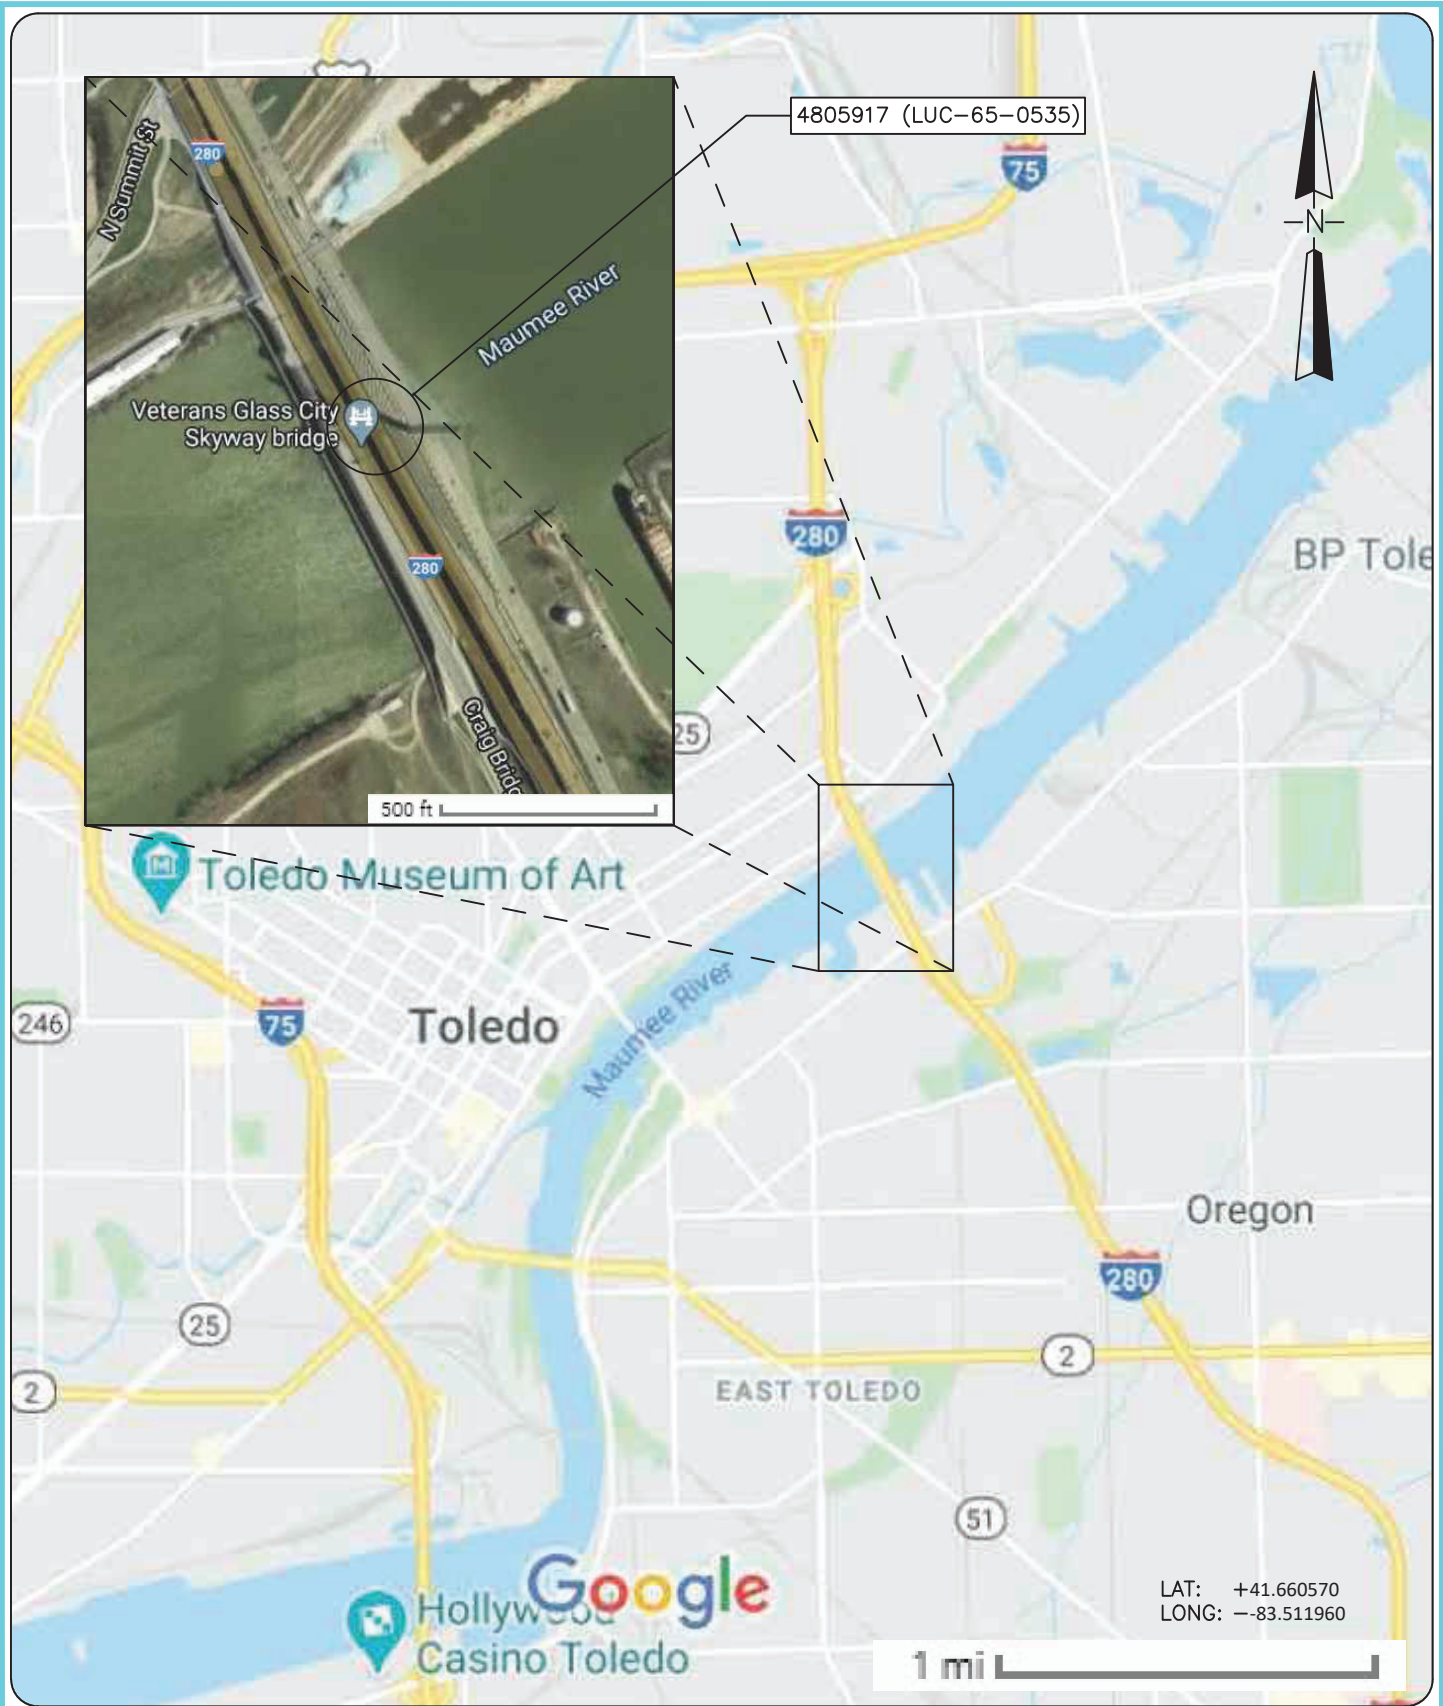 4805917 (LUC-65-0535)
N Summit St
280
75
N
Maumee River
Veterans Glass City
Skyway bridge
280
280
BP Tole
25
Craig Bridg
500 ft
Toledo Museum of Art
Maumee River
246
75
Toledo
Oregon
280
25
2
2
EAST TOLEDO
51
Google
LAT: +41.660570
LONG: --83.511960
Hollywood
Casino Toledo
1 mi